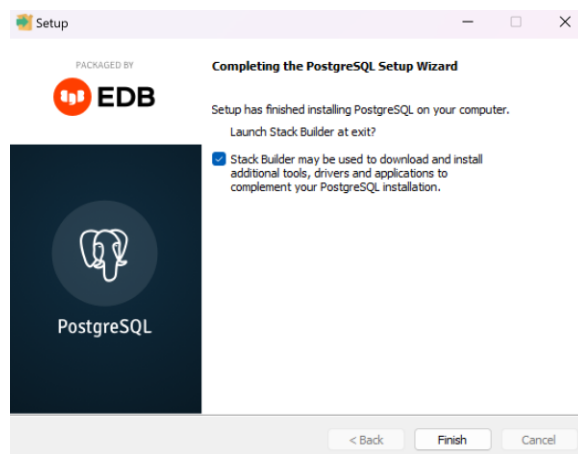 Setup
PACKAGED BY
EDB
PostgreSQL
Completing the PostgreSQL Setup Wizard
Setup has finished installing PostgreSQL on your computer.
Launch Stack Builder at exit?
Stack Builder may be used to download and install
additional tools, drivers and applications to
complement your PostgreSQL installation.
< Back
Finish
Cancel